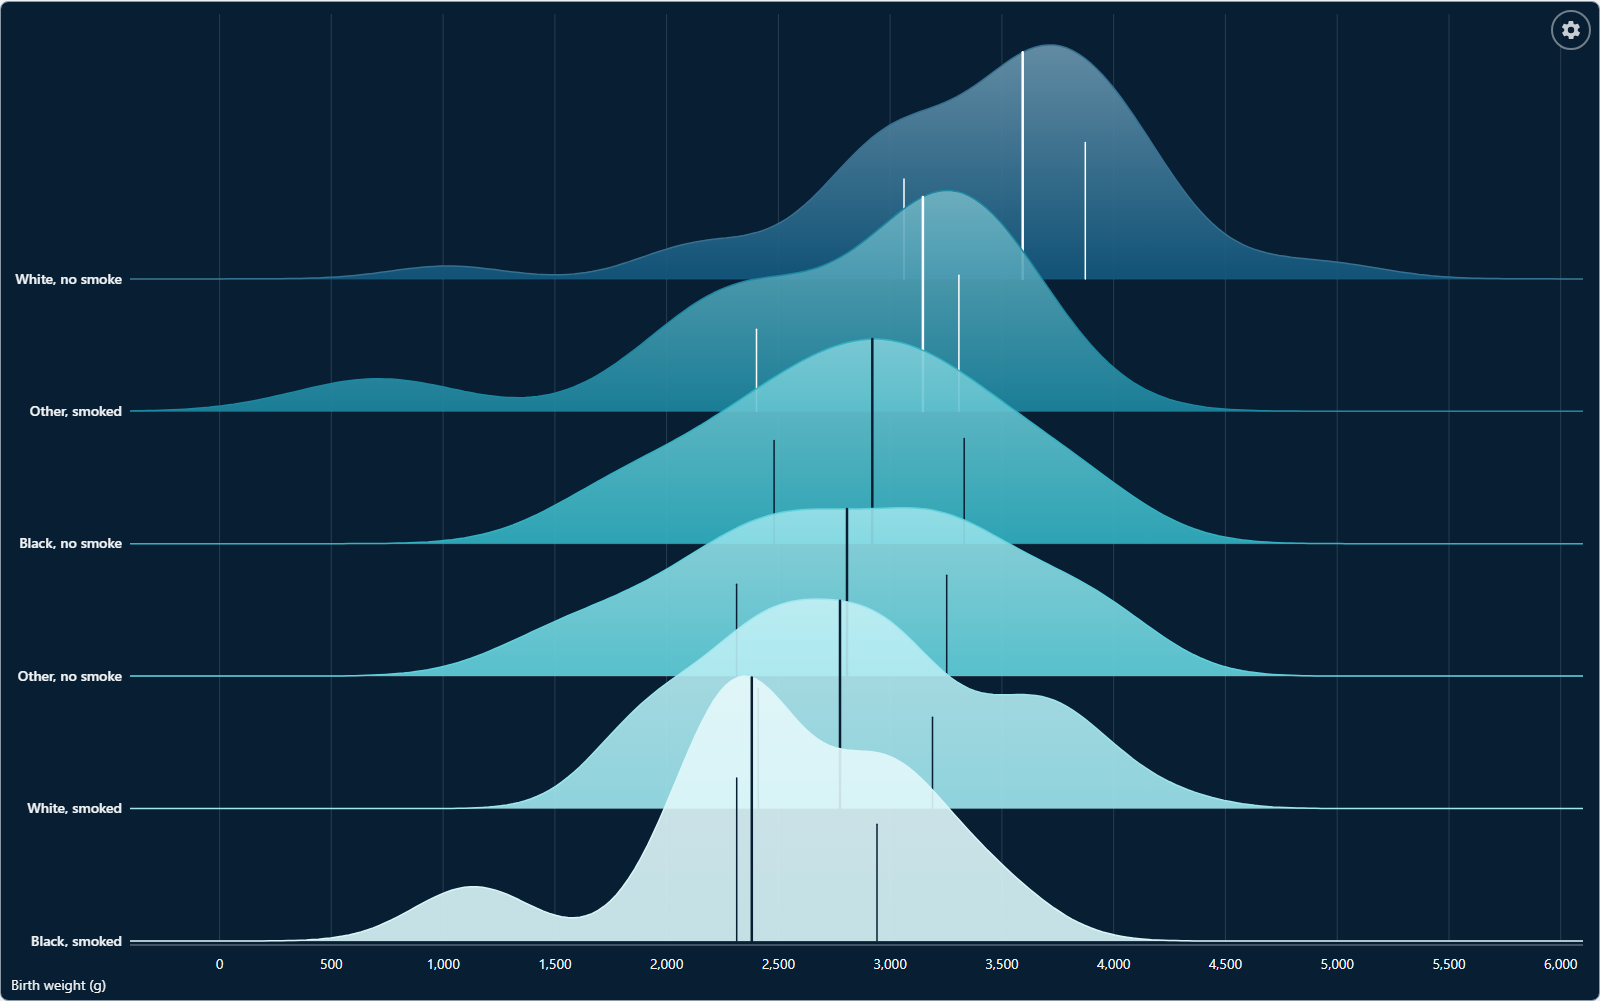 White, no smoke
Other, smoked
Black, no smoke
Other, no smoke
White, smoked
Black, smoked
0 500 1,000 1,500 2,000 2,500 3,000 3,500 4,000 4,500 5,000 5,500 6,000
Birth weight (g)